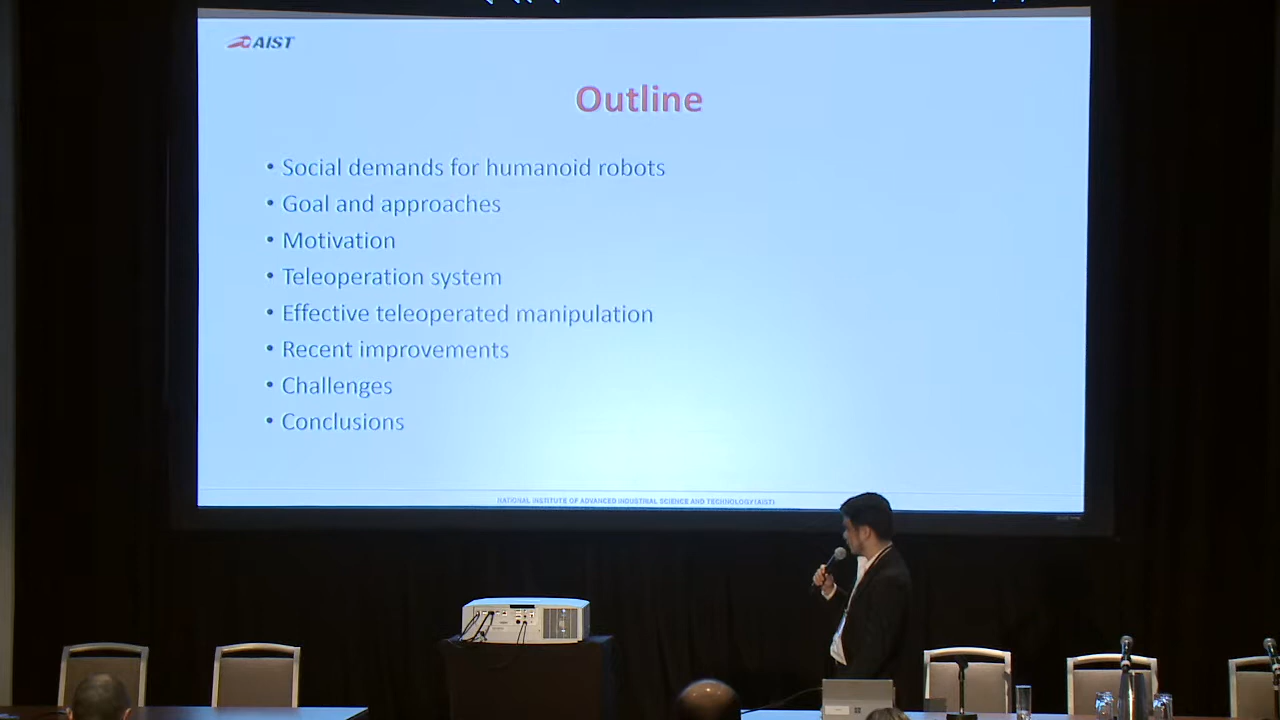 AIST
Outline
• Social demands for humanoid robots
• Goal and approaches
• Motivation
• Teleoperation system
• Effective teleoperated manipulation
• Recent improvements
• Challenges
• Conclusions
NATIONAL INSTITUTE OF ADVANCED INDUSTRIAL SCIENCE AND TECHNOLOGY(AIST)